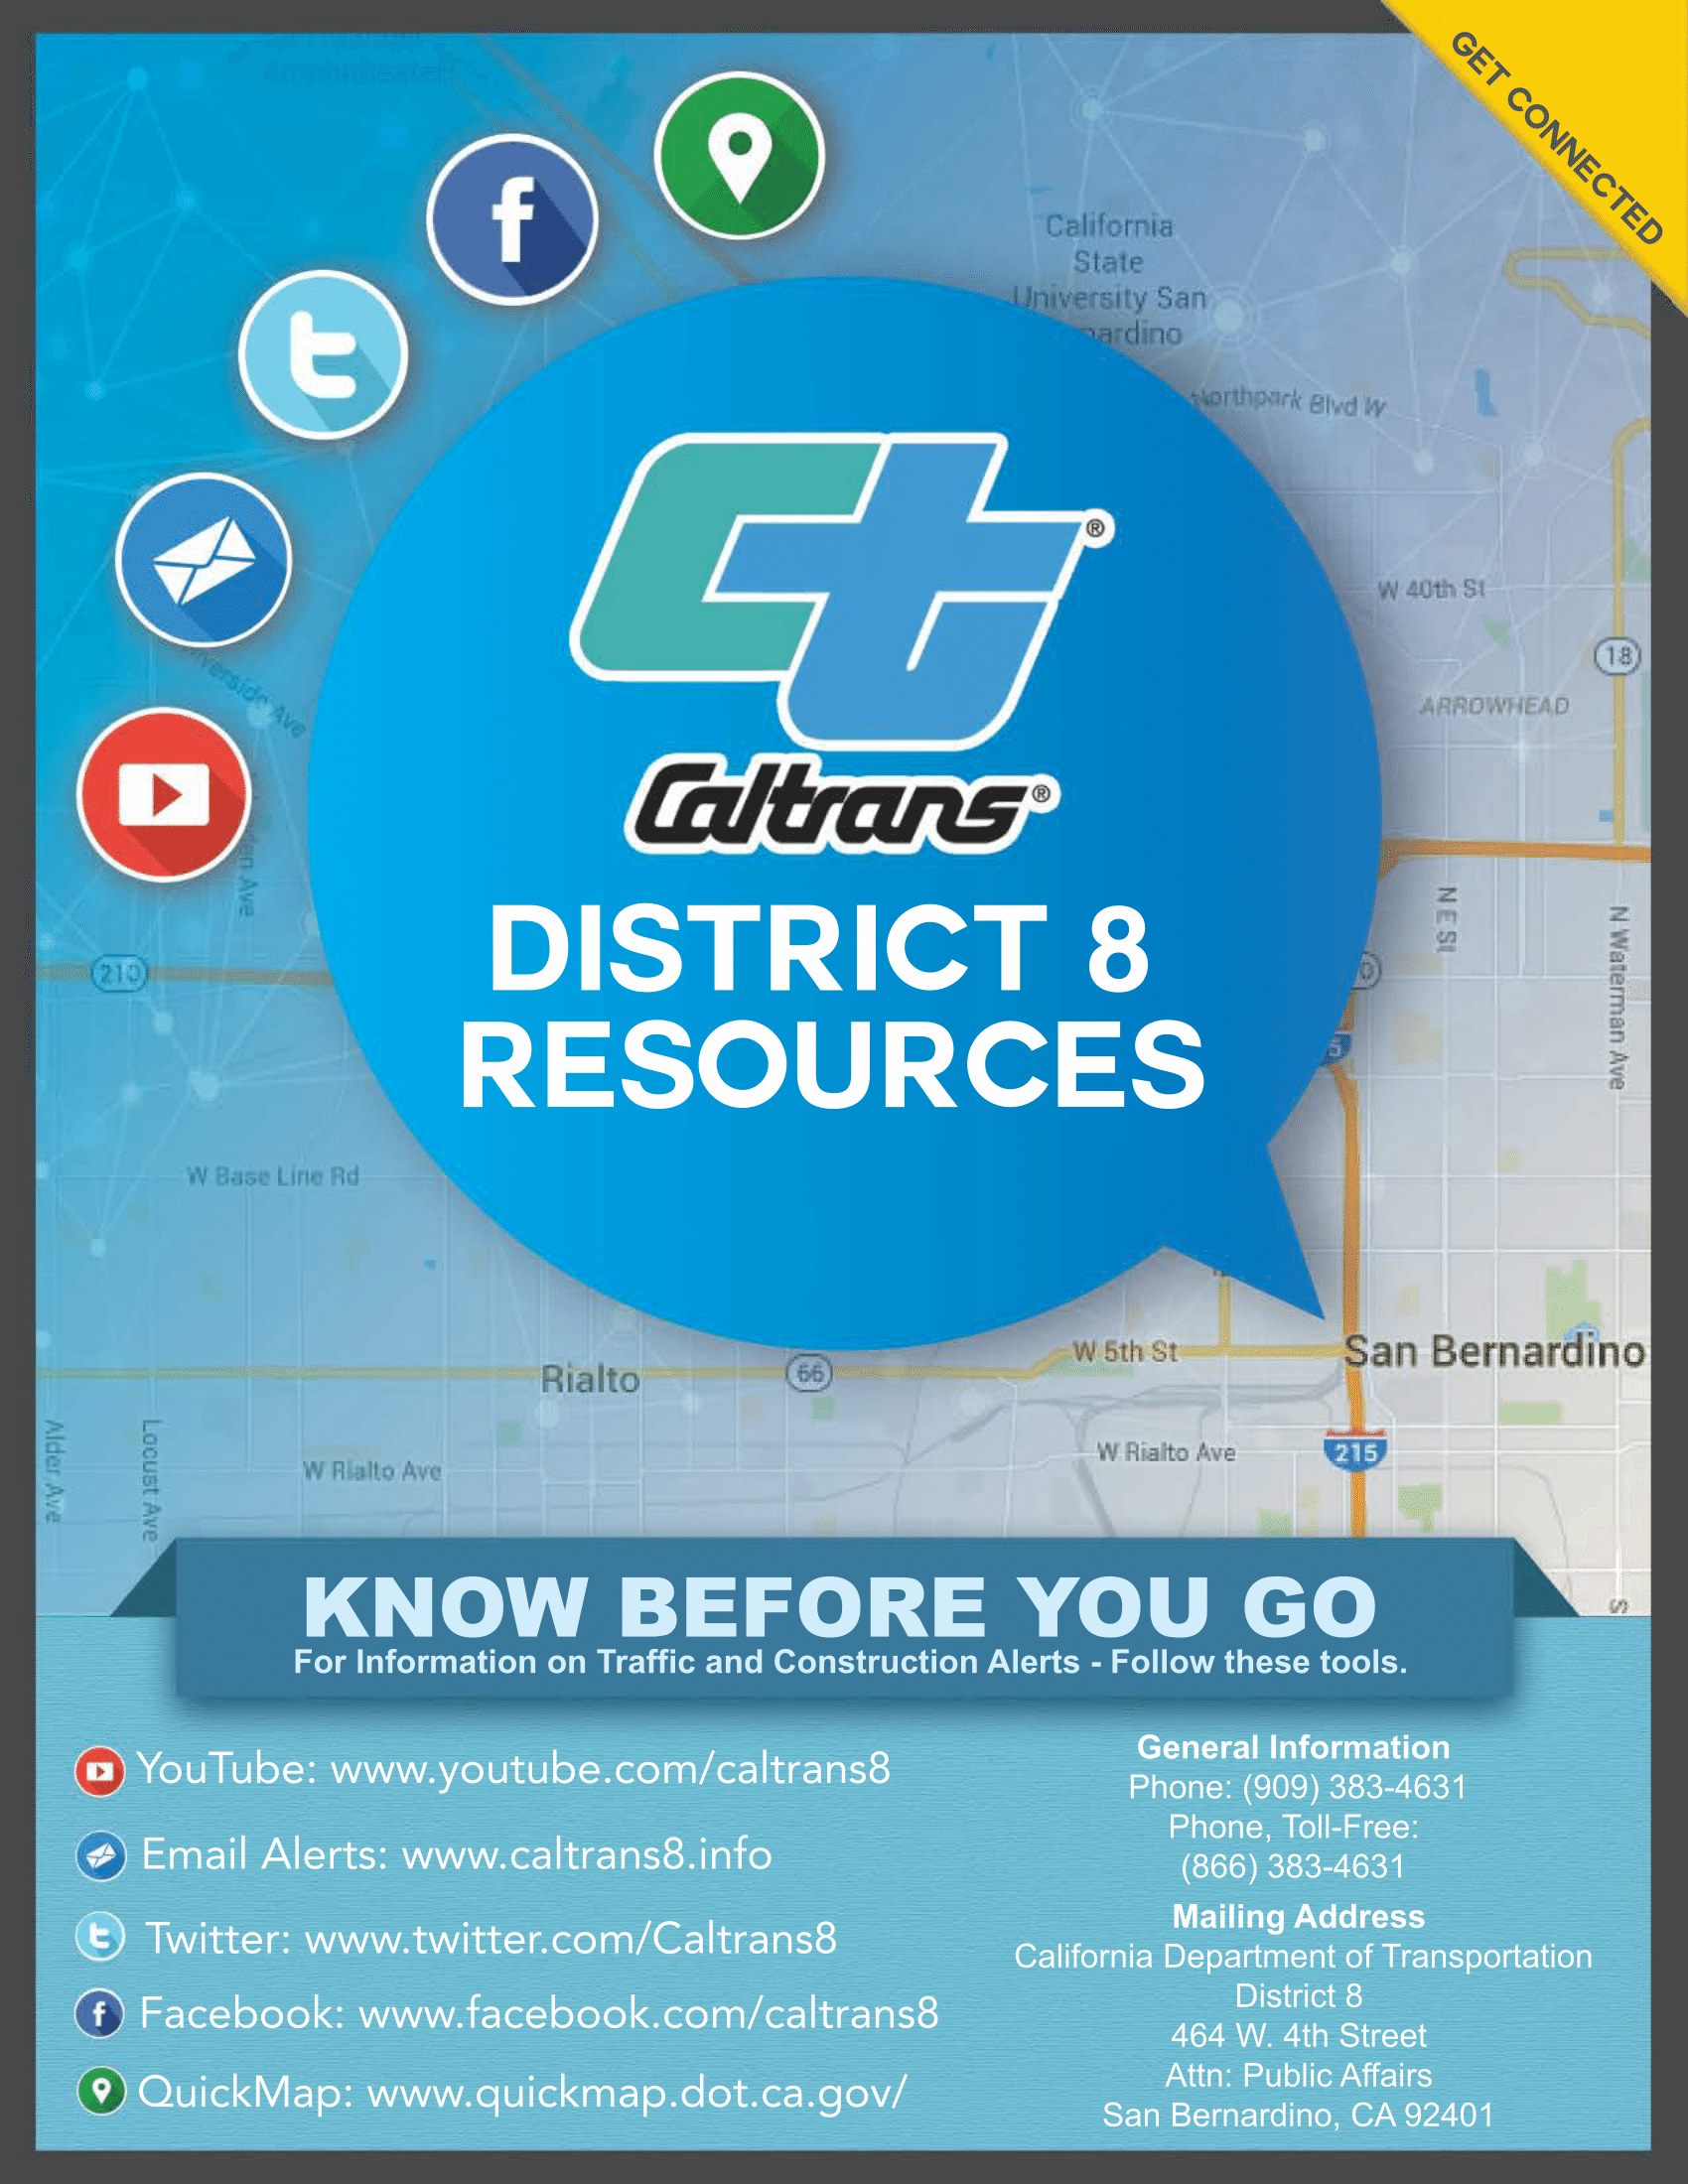 GET CONNECTED
Amphitheater
California
State
University San
Northpark Blvd W
W 40th St
18
ARROWHEAD
Ct®
Caltrans®
DISTRICT 8
RESOURCES
N E St
N Waterman Ave
210
W Base Line Rd
Rialto
66
W 5th St
San Bernardino
W Rialto Ave
W Rialto Ave
215
Alder Ave
Locust Ave
KNOW BEFORE YOU GO
For Information on Traffic and Construction Alerts - Follow these tools.
YouTube: www.youtube.com/caltrans8
Email Alerts: www.caltrans8.info
Twitter: www.twitter.com/Caltrans8
Facebook: www.facebook.com/caltrans8
QuickMap: www.quickmap.dot.ca.gov/
General Information
Phone: (909) 383-4631
Phone, Toll-Free:
(866) 383-4631
Mailing Address
California Department of Transportation
District 8
464 W. 4th Street
Attn: Public Affairs
San Bernardino, CA 92401